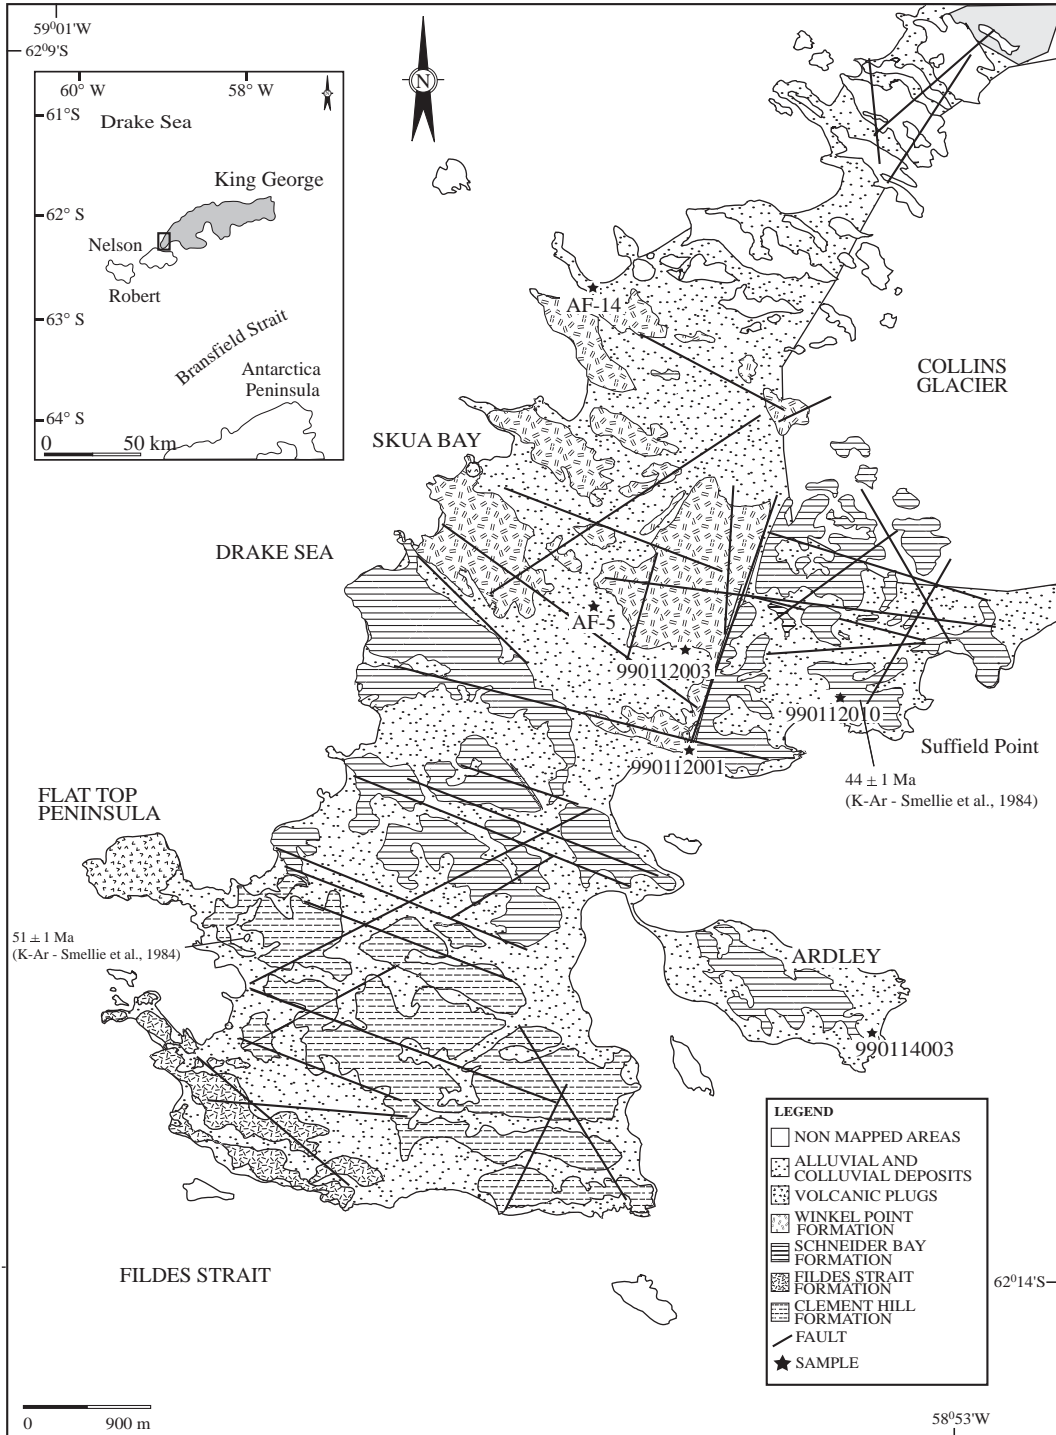 59⁰01'W
62⁰9'S
60° W
58° W
61°S
Drake Sea
King George
62° S
Nelson
Robert
63° S
Bransfield Strait
Antarctica
Peninsula
64° S
0 50 km
N
AF-14
COLLINS
GLACIER
SKUA BAY
DRAKE SEA
AF-5
990112003
990112010
Suffield Point
990112001
44 ± 1 Ma
(K-Ar - Smellie et al., 1984)
FLAT TOP
PENINSULA
51 ± 1 Ma
(K-Ar - Smellie et al., 1984)
ARDLEY
990114003
LEGEND
NON MAPPED AREAS
ALLUVIAL AND
COLLUVIAL DEPOSITS
VOLCANIC PLUGS
WINKEL POINT
FORMATION
SCHNEIDER BAY
FORMATION
FILDES STRAIT
FORMATION
CLEMENT HILL
FORMATION
FAULT
SAMPLE
FILDES STRAIT
62⁰14'S
0 900 m
58⁰53'W